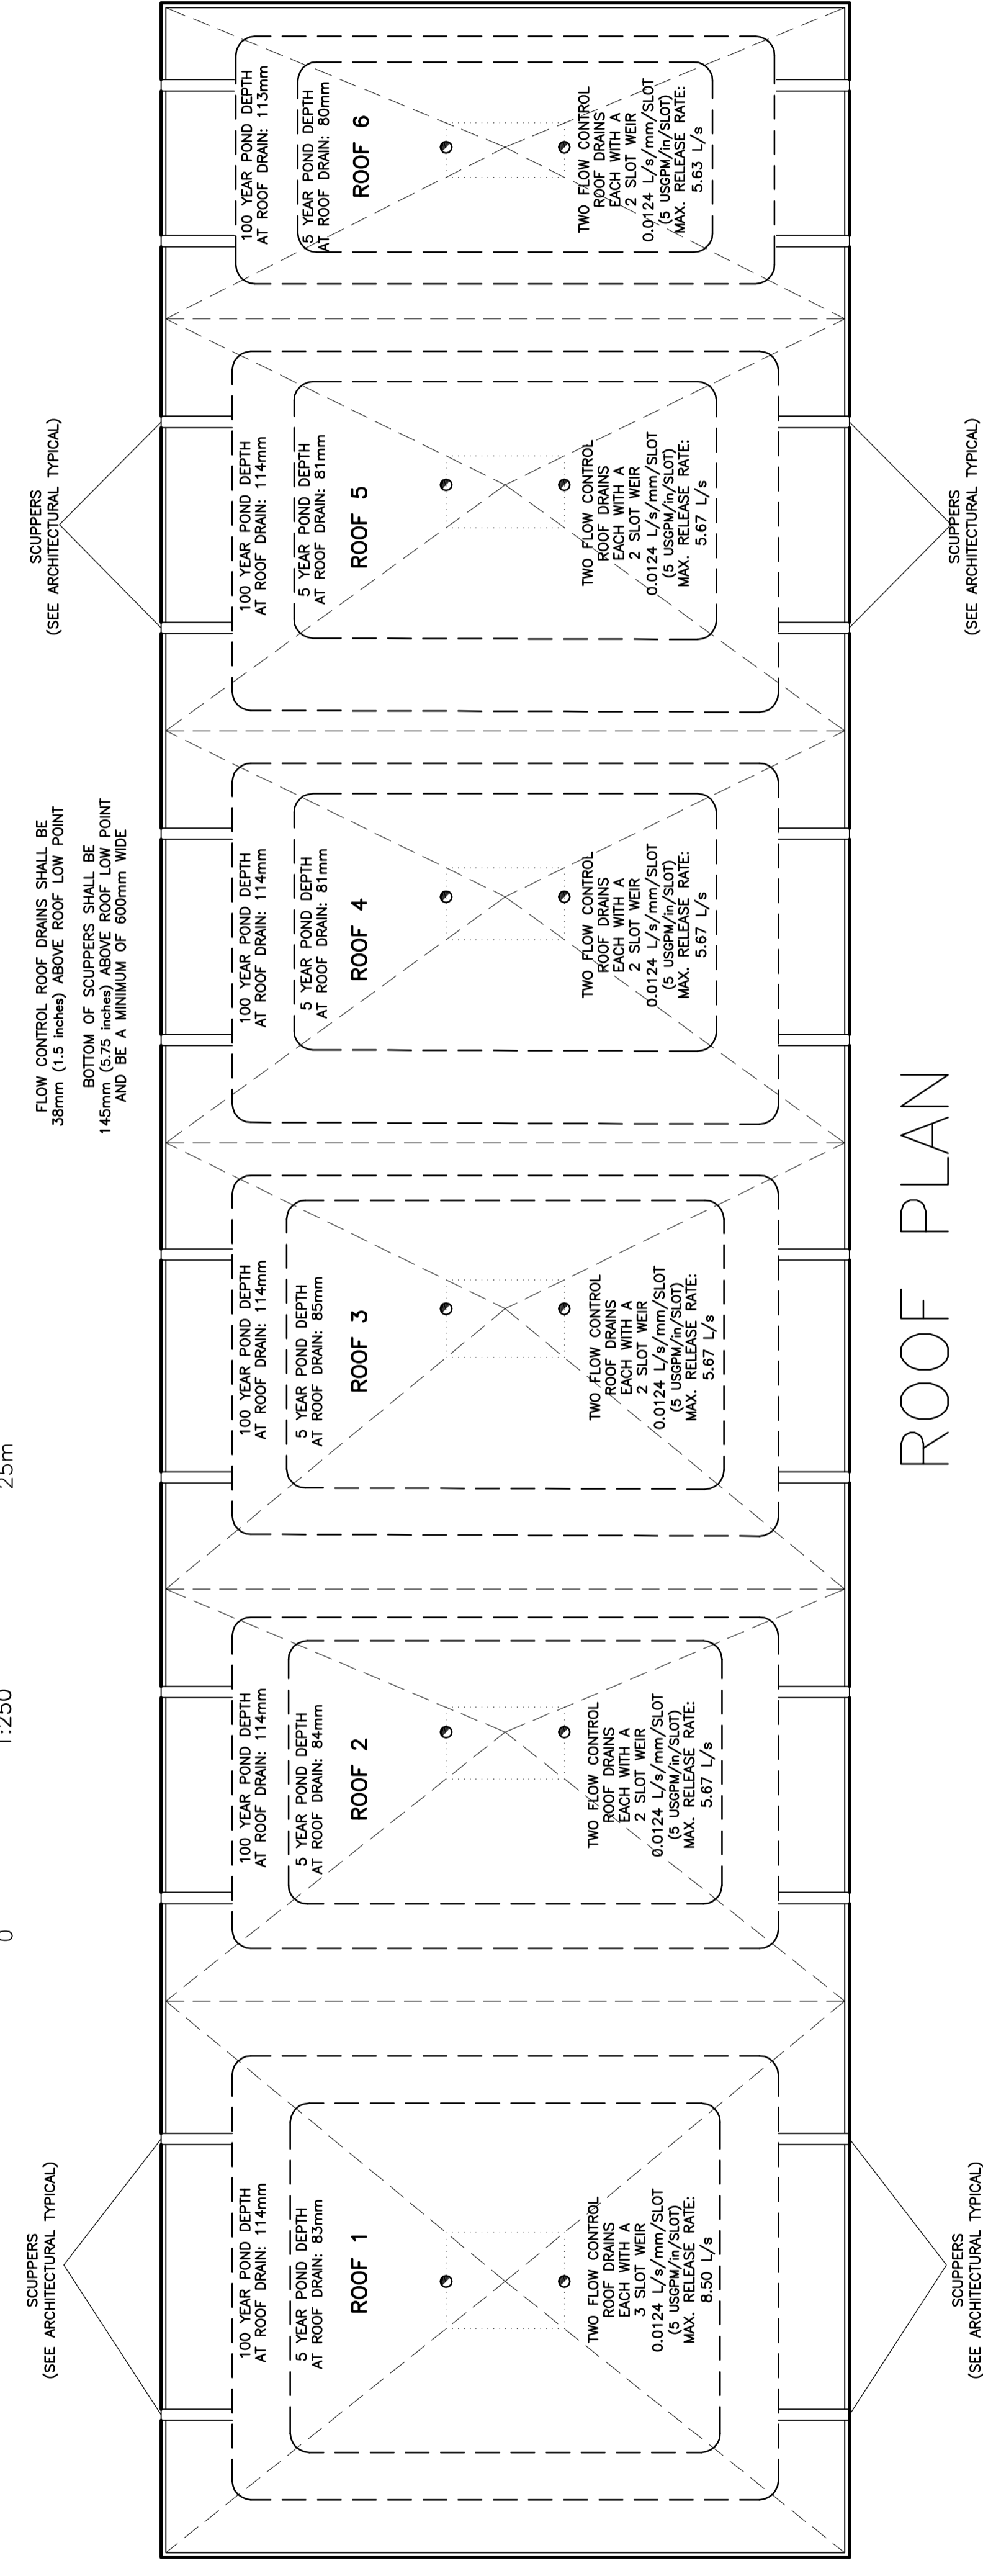 SCUPPERS
(SEE ARCHITECTURAL TYPICAL)
0
1:250
25m
FLOW CONTROL ROOF DRAINS SHALL BE
38mm (1.5 inches) ABOVE ROOF LOW POINT
BOTTOM OF SCUPPERS SHALL BE
145mm (5.75 inches) ABOVE ROOF LOW POINT
AND BE A MINIMUM OF 600mm WIDE
SCUPPERS
(SEE ARCHITECTURAL TYPICAL)
100 YEAR POND DEPTH
AT ROOF DRAIN: 114mm
5 YEAR POND DEPTH
AT ROOF DRAIN: 83mm
ROOF 1
TWO FLOW CONTROL
ROOF DRAINS
EACH WITH A
3 SLOT WEIR
0.0124 L/s/mm/SLOT
(5 USGPM/in/SLOT)
MAX. RELEASE RATE:
8.50 L/s
100 YEAR POND DEPTH
AT ROOF DRAIN: 114mm
5 YEAR POND DEPTH
AT ROOF DRAIN: 84mm
ROOF 2
TWO FLOW CONTROL
ROOF DRAINS
EACH WITH A
2 SLOT WEIR
0.0124 L/s/mm/SLOT
(5 USGPM/in/SLOT)
MAX. RELEASE RATE:
5.67 L/s
100 YEAR POND DEPTH
AT ROOF DRAIN: 114mm
5 YEAR POND DEPTH
AT ROOF DRAIN: 85mm
ROOF 3
TWO FLOW CONTROL
ROOF DRAINS
EACH WITH A
2 SLOT WEIR
0.0124 L/s/mm/SLOT
(5 USGPM/in/SLOT)
MAX. RELEASE RATE:
5.67 L/s
100 YEAR POND DEPTH
AT ROOF DRAIN: 114mm
5 YEAR POND DEPTH
AT ROOF DRAIN: 81mm
ROOF 4
TWO FLOW CONTROL
ROOF DRAINS
EACH WITH A
2 SLOT WEIR
0.0124 L/s/mm/SLOT
(5 USGPM/in/SLOT)
MAX. RELEASE RATE:
5.67 L/s
100 YEAR POND DEPTH
AT ROOF DRAIN: 114mm
5 YEAR POND DEPTH
AT ROOF DRAIN: 81mm
ROOF 5
TWO FLOW CONTROL
ROOF DRAINS
EACH WITH A
2 SLOT WEIR
0.0124 L/s/mm/SLOT
(5 USGPM/in/SLOT)
MAX. RELEASE RATE:
5.67 L/s
100 YEAR POND DEPTH
AT ROOF DRAIN: 113mm
5 YEAR POND DEPTH
AT ROOF DRAIN: 80mm
ROOF 6
TWO FLOW CONTROL
ROOF DRAINS
EACH WITH A
2 SLOT WEIR
0.0124 L/s/mm/SLOT
(5 USGPM/in/SLOT)
MAX. RELEASE RATE:
5.63 L/s
SCUPPERS
(SEE ARCHITECTURAL TYPICAL)
ROOF PLAN
SCUPPERS
(SEE ARCHITECTURAL TYPICAL)